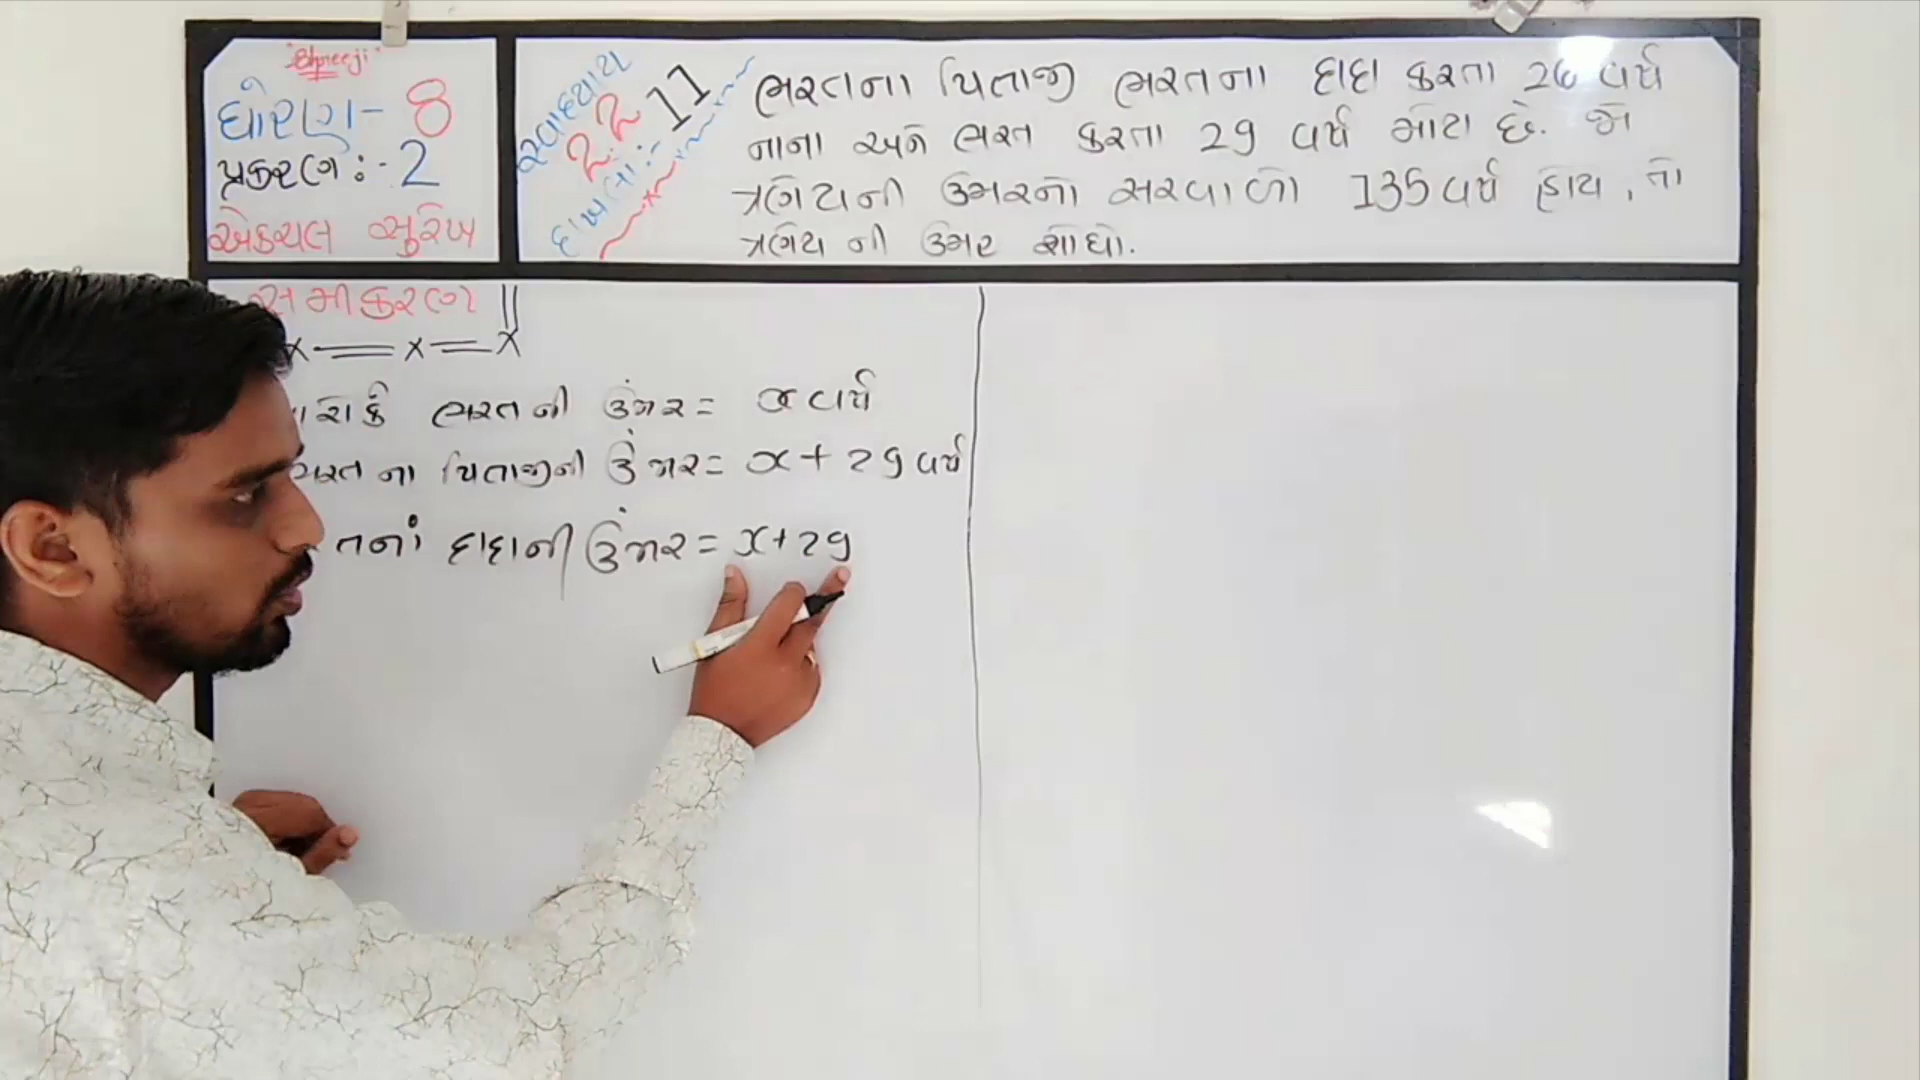 "Shreeji"
ધોરણ - 8
પ્રકરણ :- 2
એકચલ સુરેખ
સ્વાધ્યાય
2.2
દાખલો :- 11
ભરતના પિતાજી ભરતના દાદા કરતા 26 વર્ષ
નાના અને ભરત કરતા 29 વર્ષ મોટા છે. જો
ત્રણેયની ઉંમરનો સરવાળો 135 વર્ષ હોય, તો
ત્રણેય ની ઉંમર શોધો.
સમીકરણ ||
x = x = x
ભરત ની ઉંમર = x વર્ષ
ના પિતાજીની ઉંમર = x + 29 વર્ષ
તનાં દાદાની ઉંમર = x + 29